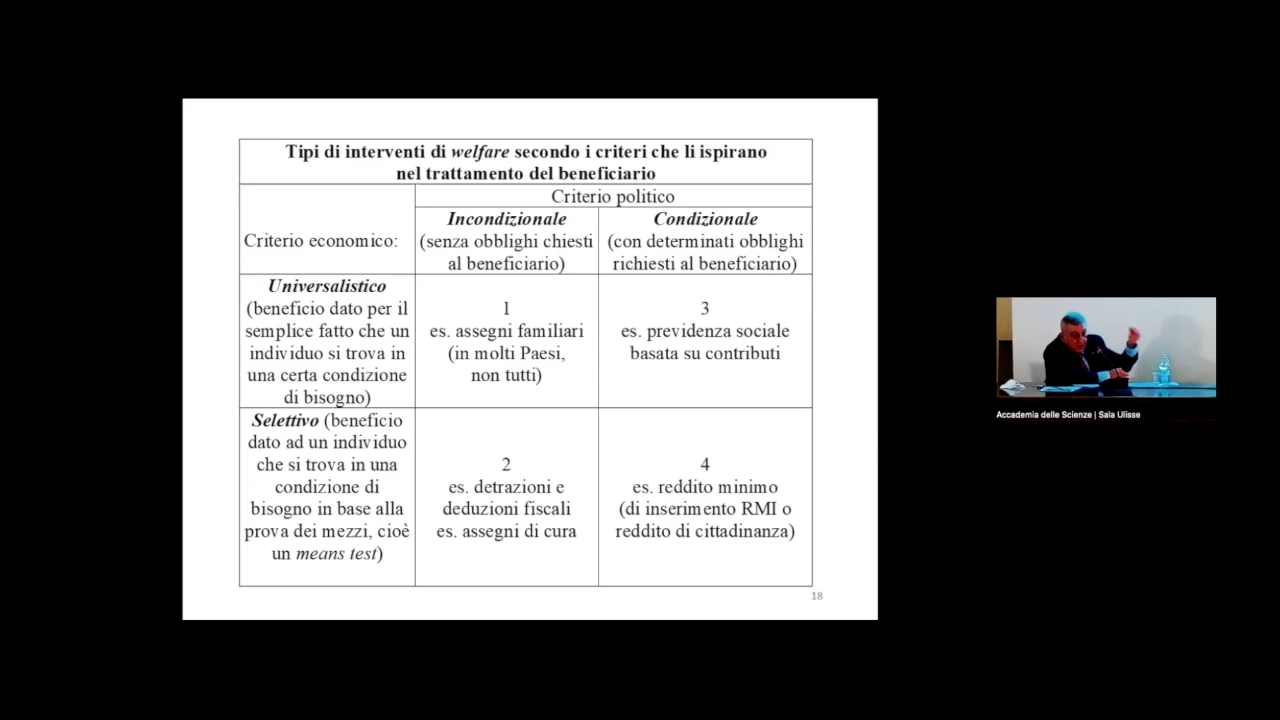 Tipi di interventi di welfare secondo i criteri che li ispirano
nel trattamento del beneficiario
Criterio politico
Criterio economico:
Incondizionale
(senza obblighi chiesti
al beneficiario)
Condizionale
(con determinati obblighi
richiesti al beneficiario)
Universalistico
(beneficio dato per il
semplice fatto che un
individuo si trova in
una certa condizione
di bisogno)
1
es. assegni familiari
(in molti Paesi,
non tutti)
3
es. previdenza sociale
basata su contributi
Selettivo (beneficio
dato ad un individuo
che si trova in una
condizione di
bisogno in base alla
prova dei mezzi, cioè
un means test)
2
es. detrazioni e
deduzioni fiscali
es. assegni di cura
4
es. reddito minimo
(di inserimento RMI o
reddito di cittadinanza)
18
Accademia delle Scienze | Sala Ulisse